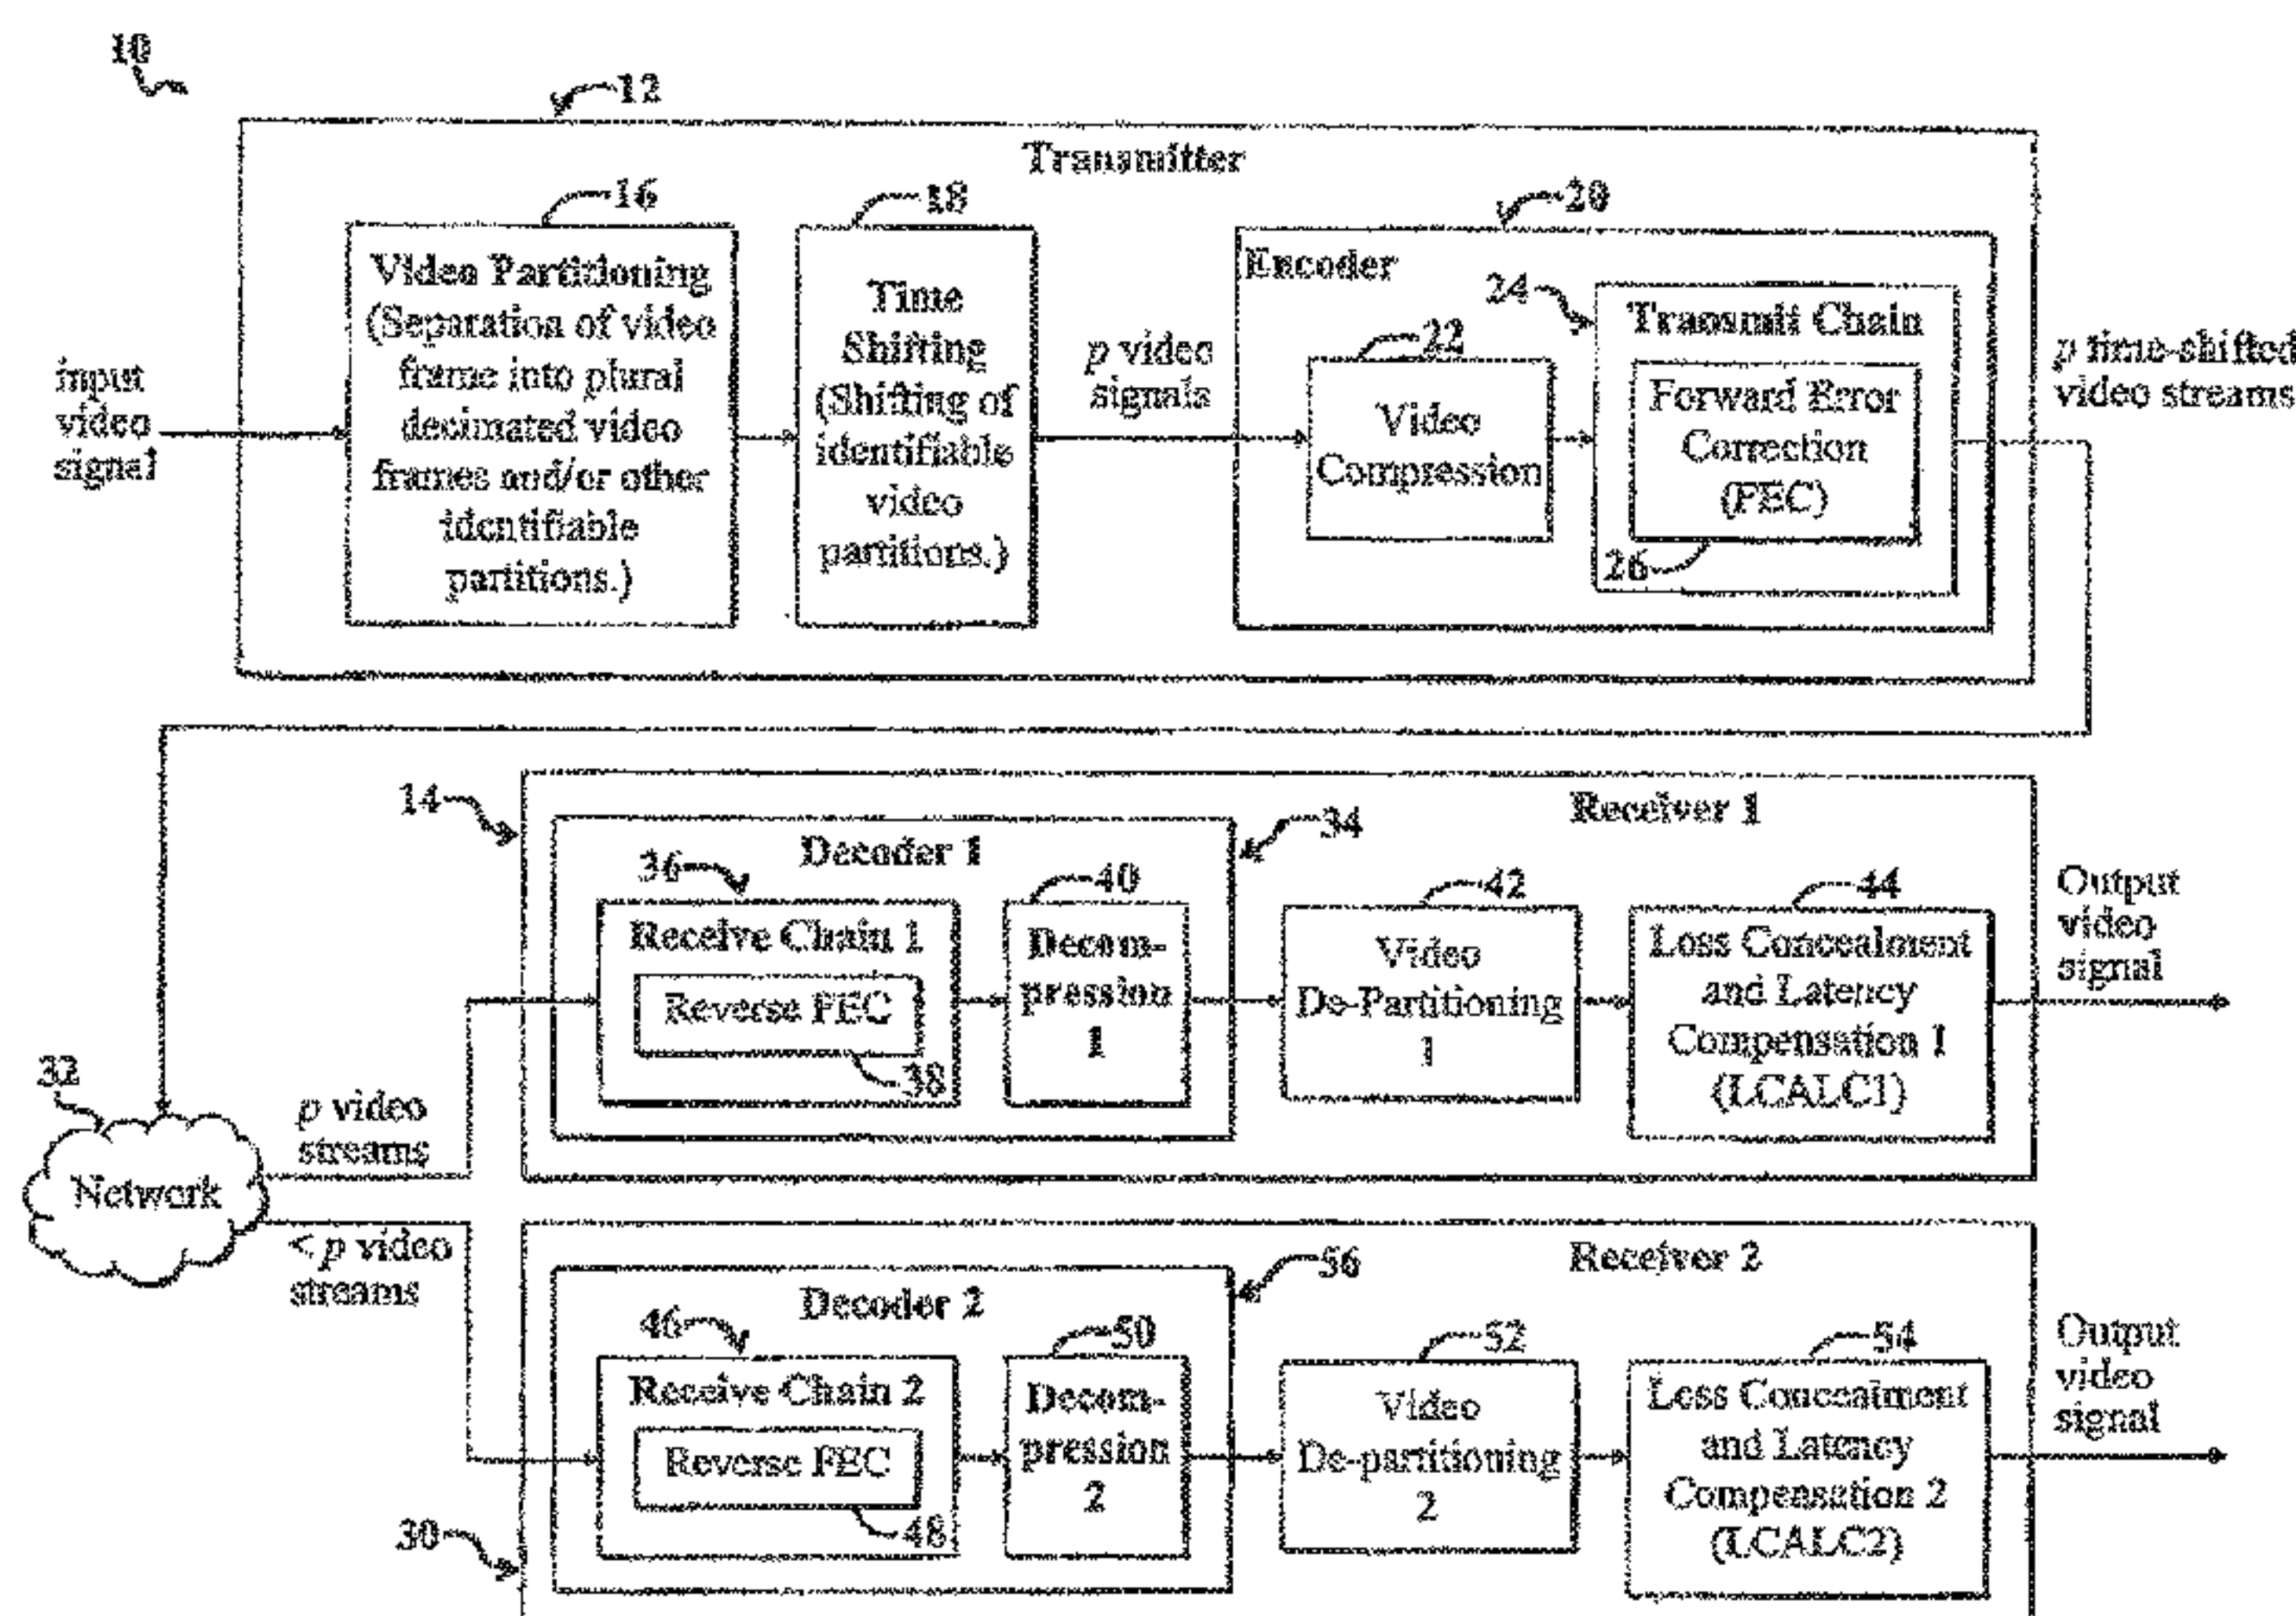 10
12
Transmitter
16
18
20
Video Partitioning
(Separation of video
frame into plural
decimated video
frames and/or other
identifiable
partitions.)
Time
Shifting
(Shifting of
identifiable
video
partitions.)
Encoder
24
Transmit Chain
22
Forward Error
Correction
(FEC)
26
Video
Compression
input
video
signal
p video
signals
p time-shifted
video streams
14
Receiver 1
34
Decoder 1
36
40
42
44
Receive Chain 1
Reverse FEC
38
Decom-
pression
1
Video
De-Partitioning
1
Loss Concealment
and Latency
Compensation 1
(LCALC1)
Output
video
signal
32
Network
p video
streams
< p video
streams
Receiver 2
56
Decoder 2
46
50
52
54
Receive Chain 2
Reverse FEC
48
Decom-
pression
2
Video
De-partitioning
2
Loss Concealment
and Latency
Compensation 2
(LCALC2)
Output
video
signal
30